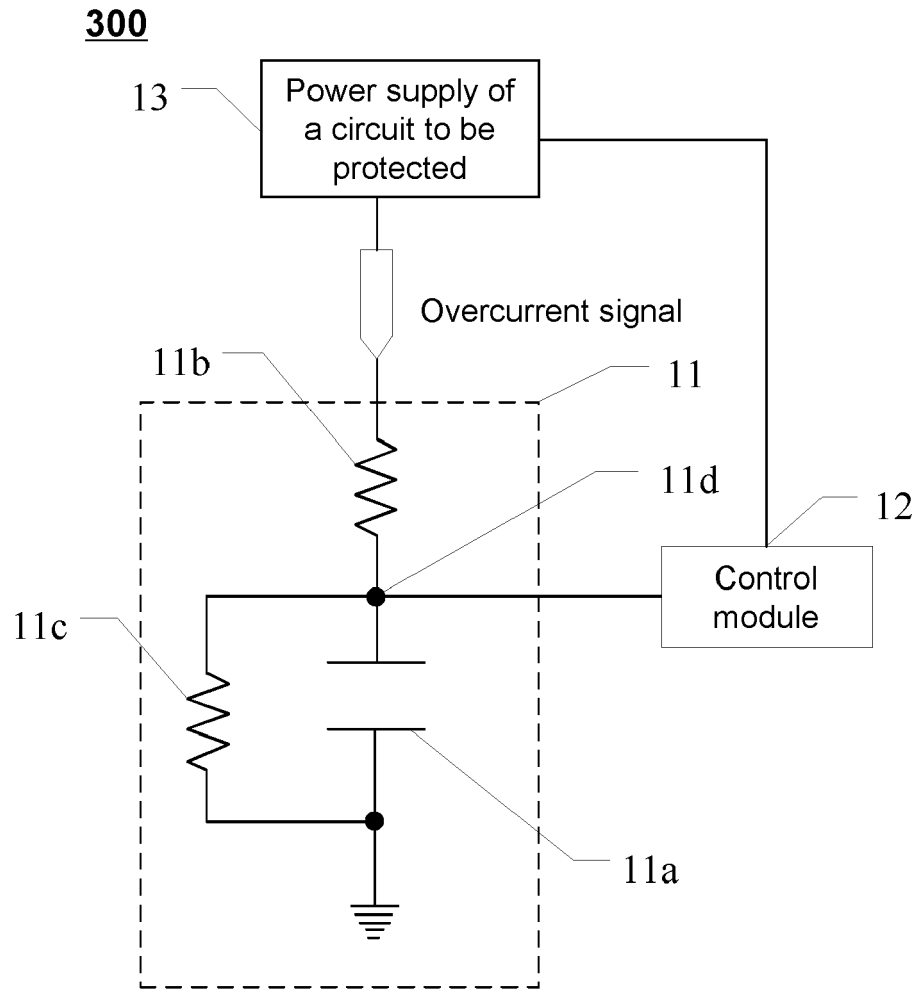 300
13
Power supply of
a circuit to be
protected
Overcurrent signal
11b
11
11d
12
Control
module
11c
11a